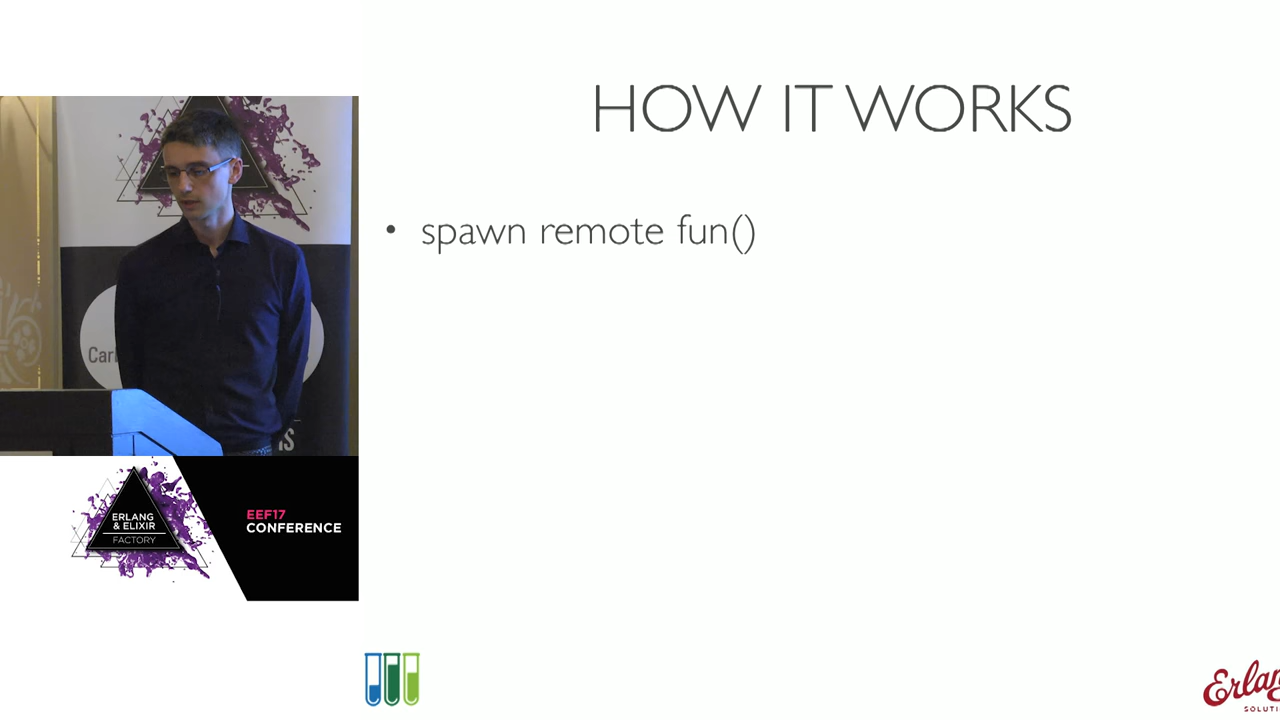 HOW IT WORKS
• spawn remote fun()
ERLANG
& ELIXIR
FACTORY
EEF17
CONFERENCE